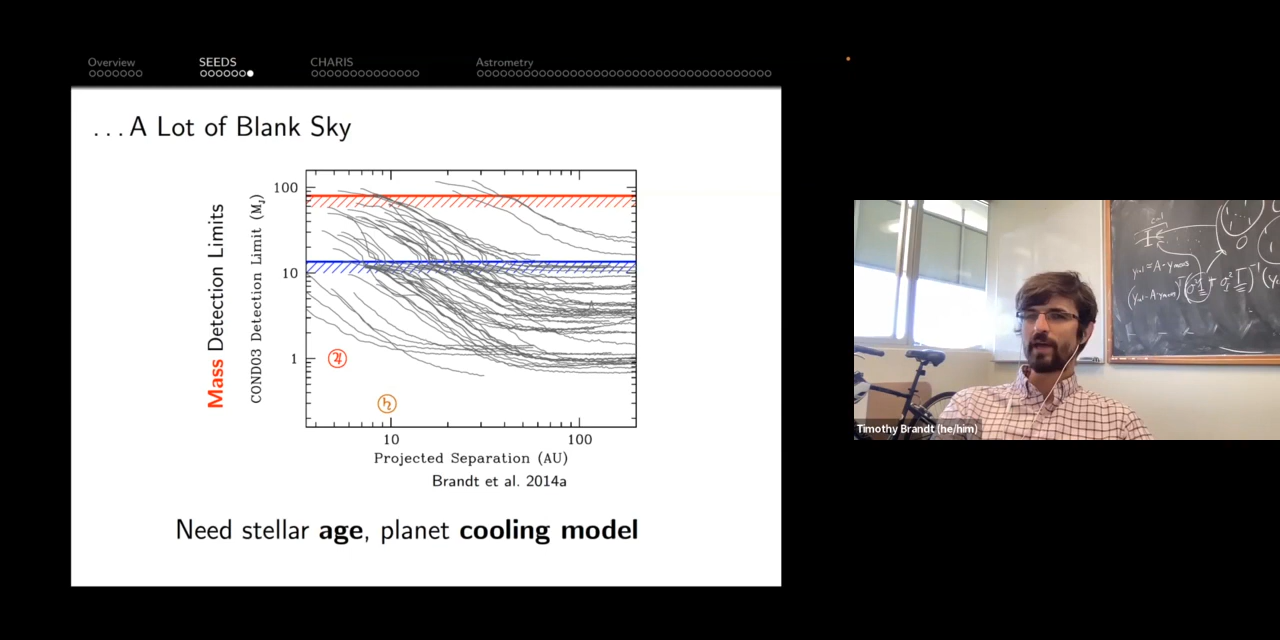 Overview
SEEDS
CHARIS
Astrometry
. . . A Lot of Blank Sky
Mass Detection Limits
COND03 Detection Limit (MJ)
100
10
1
10
100
Projected Separation (AU)
Brandt et al. 2014a
Need stellar age, planet cooling model
Timothy Brandt (he/him)